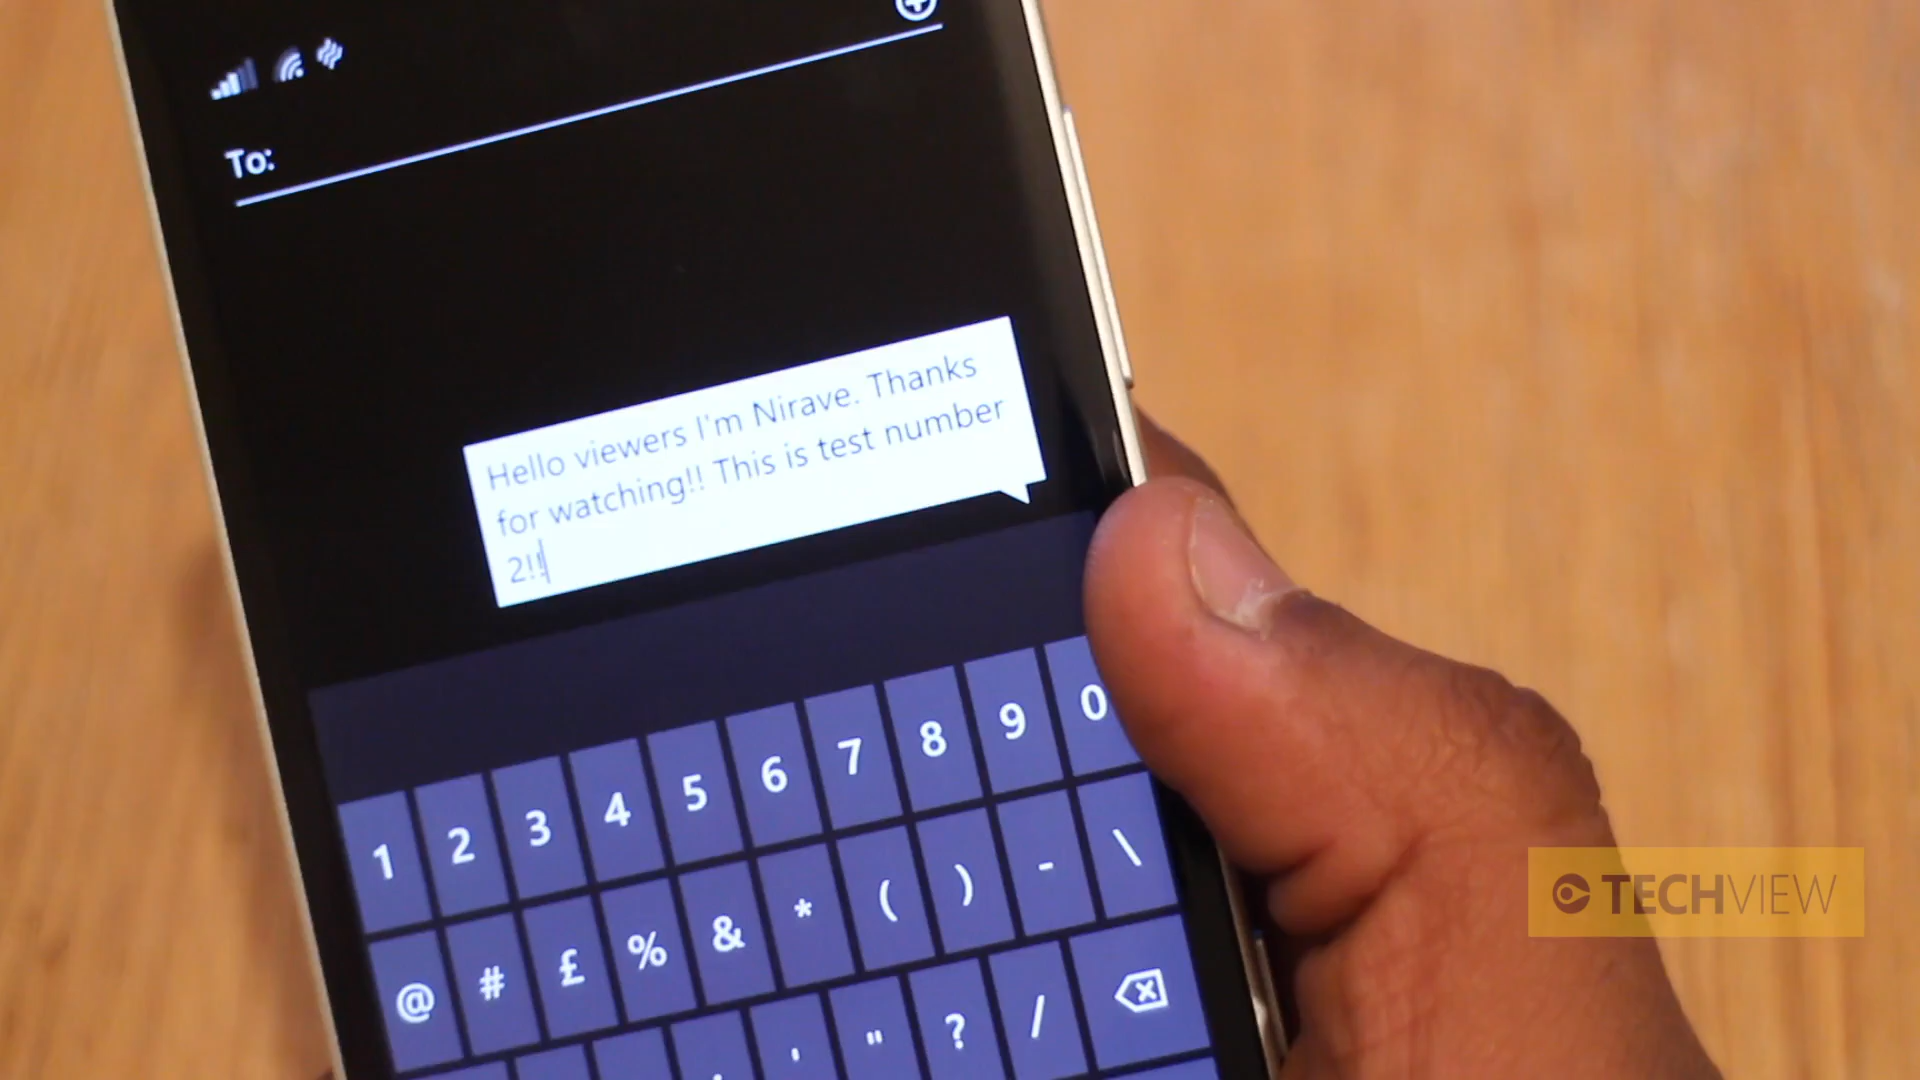 To:
Hello viewers I'm Nirave. Thanks
for watching!! This is test number
2!!
1 2 3 4 5 6 7 8 9 0
@ # £ % & * ( ) - \
' " ? /
TECHVIEW